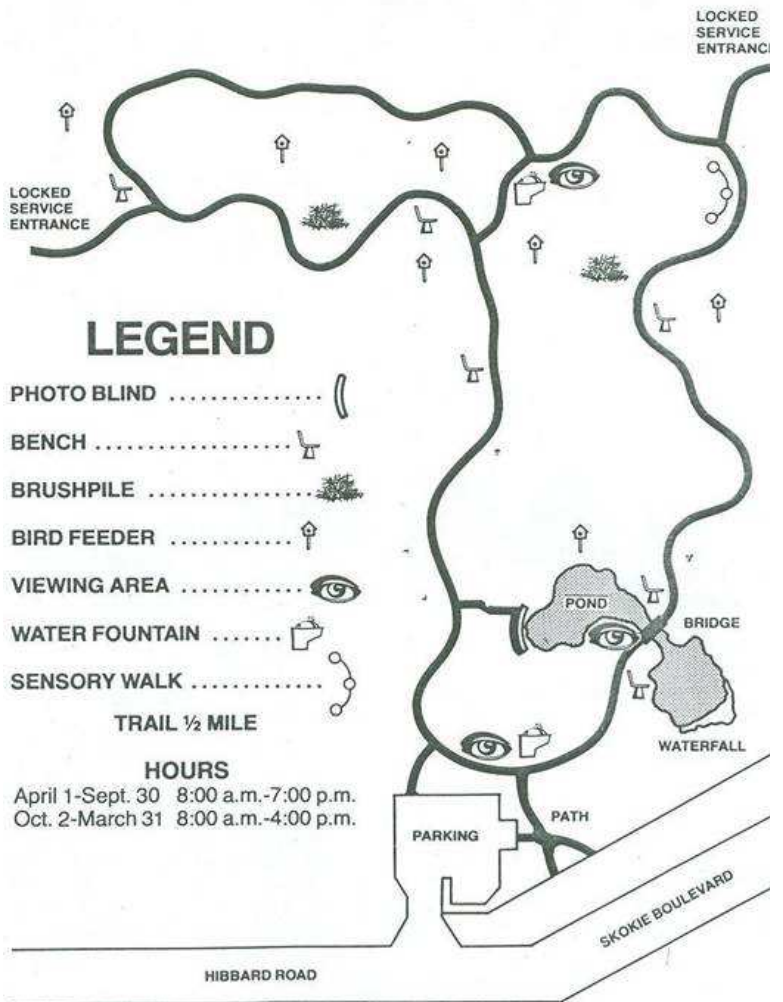 LOCKED
SERVICE
ENTRANCE
LOCKED
SERVICE
ENTRANCE
LEGEND
PHOTO BLIND ..............
BENCH ......................
BRUSHPILE ................
BIRD FEEDER ............
VIEWING AREA ............
WATER FOUNTAIN .......
SENSORY WALK ............
TRAIL ½ MILE
HOURS
April 1-Sept. 30 8:00 a.m.-7:00 p.m.
Oct. 2-March 31 8:00 a.m.-4:00 p.m.
POND
BRIDGE
WATERFALL
PATH
PARKING
SKOKIE BOULEVARD
HIBBARD ROAD